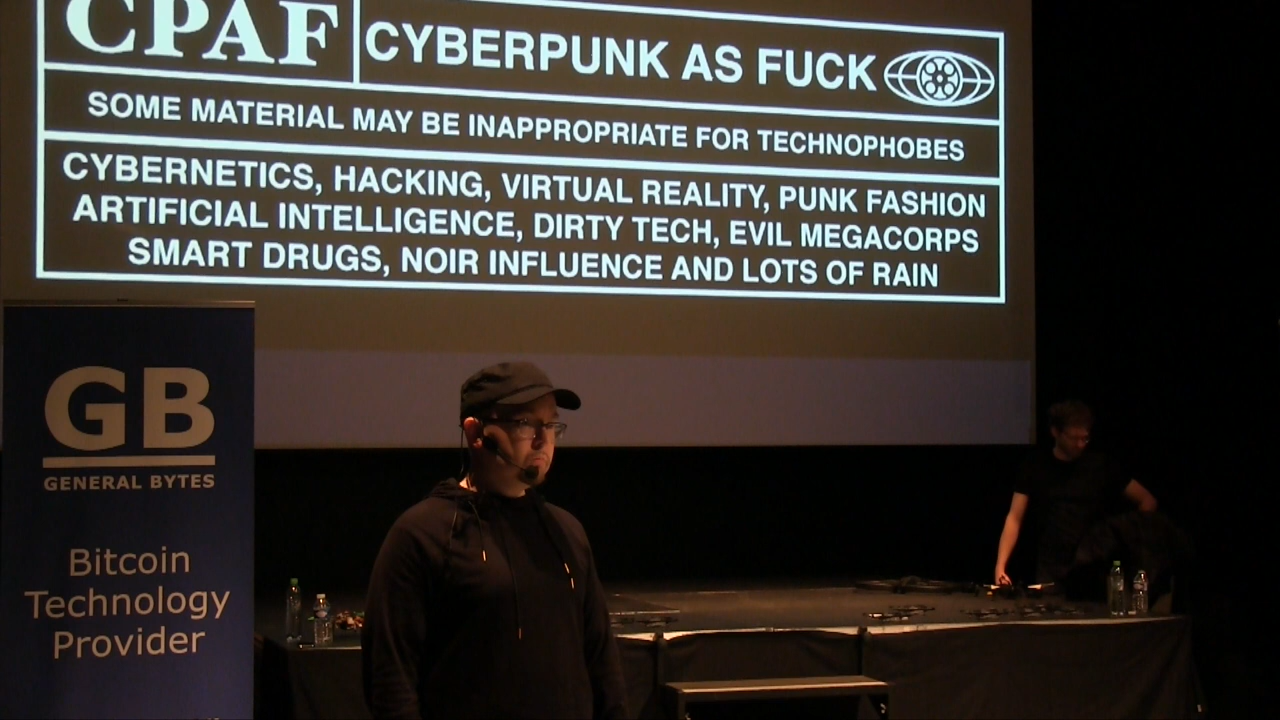 CPAF
CYBERPUNK AS FUCK
SOME MATERIAL MAY BE INAPPROPRIATE FOR TECHNOPHOBES
CYBERNETICS, HACKING, VIRTUAL REALITY, PUNK FASHION
ARTIFICIAL INTELLIGENCE, DIRTY TECH, EVIL MEGACORPS
SMART DRUGS, NOIR INFLUENCE AND LOTS OF RAIN
GB
GENERAL BYTES
Bitcoin
Technology
Provider